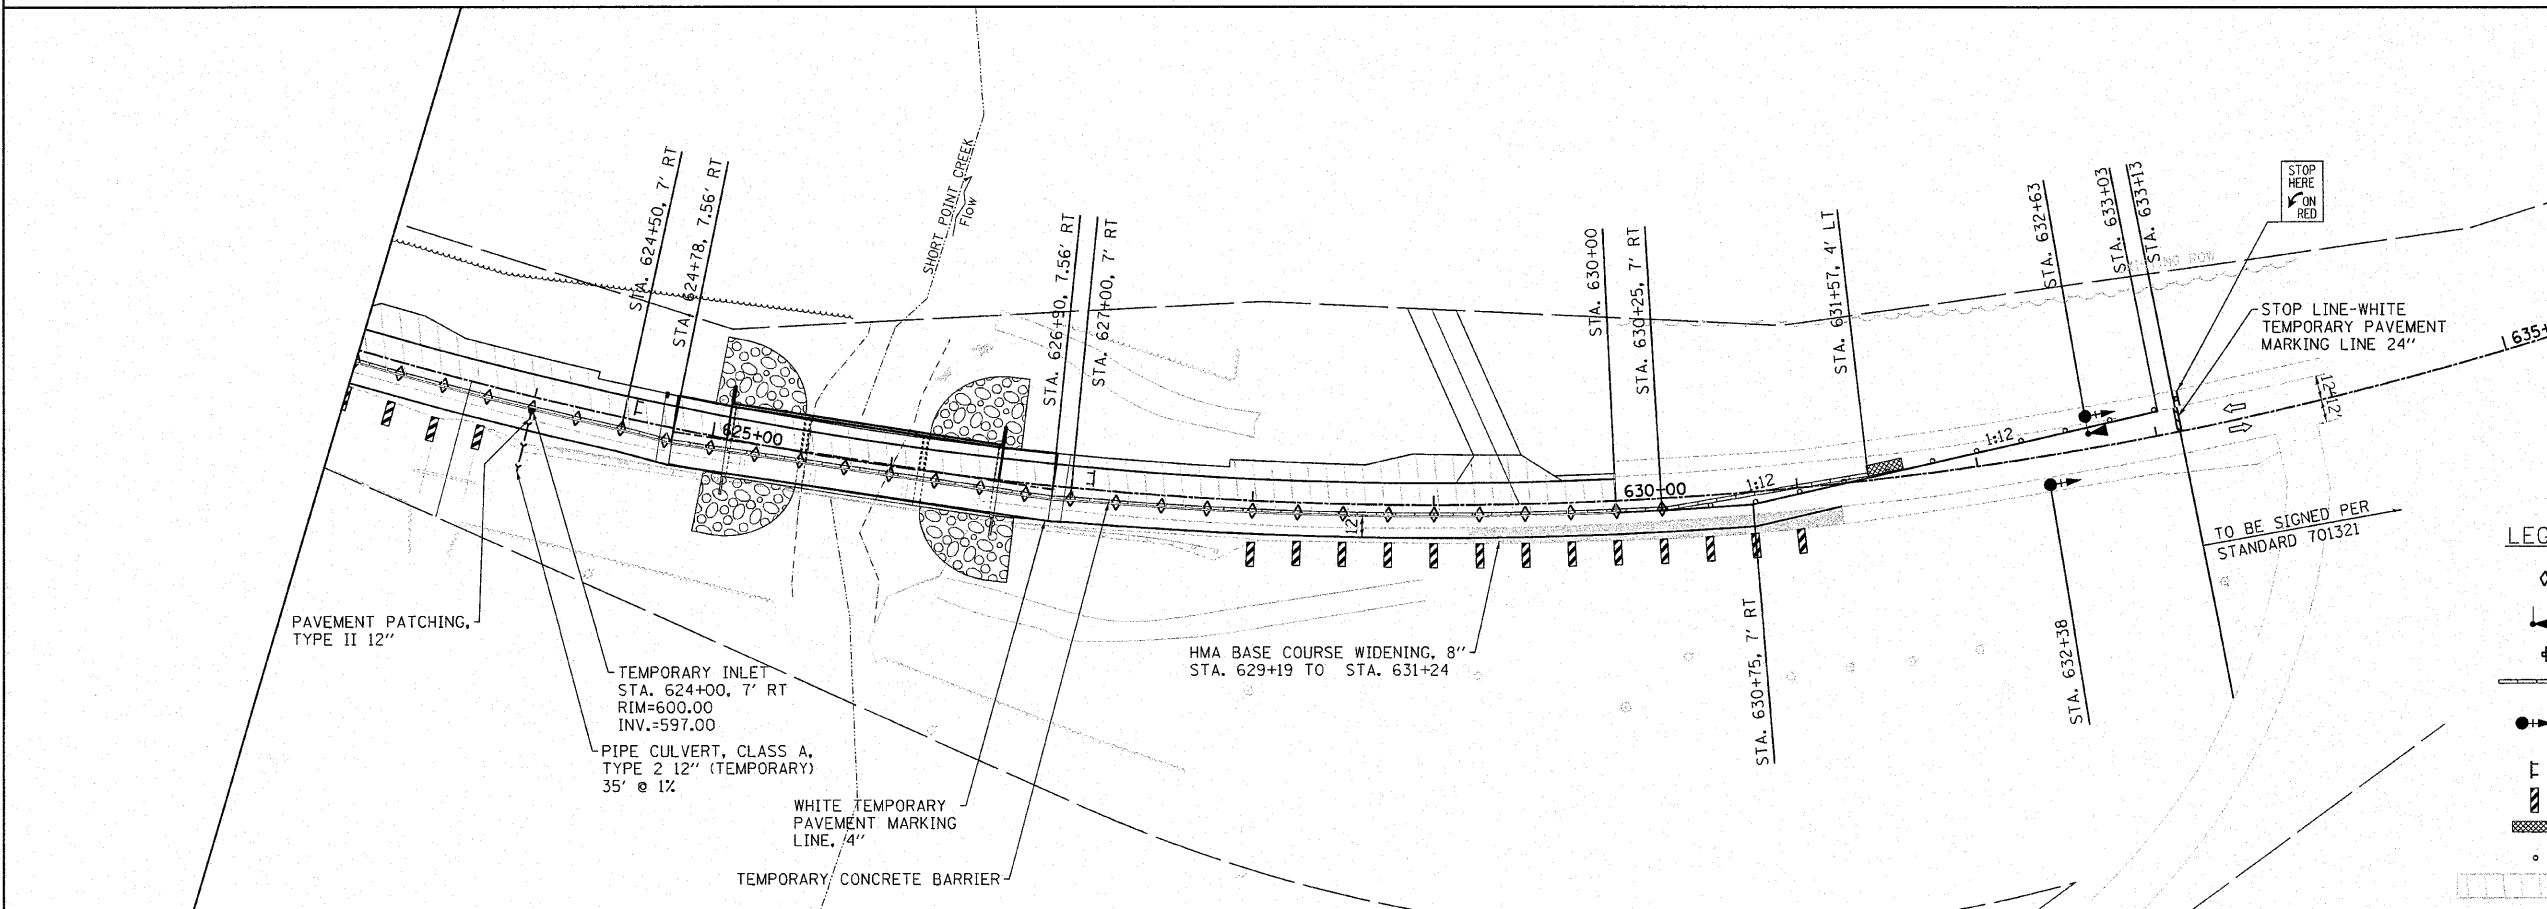 STA. 624+50, 7' RT
STA. 624+78, 7.56' RT
SHORT POINT CREEK
Flow
STA. 626+90, 7.56' RT
STA. 627+00, 7' RT
STA. 630+00
STA. 630+25, 7' RT
STA. 631+57, 4' LT
STA. 632+63
STA. 633+03
STA. 633+13
STOP
HERE
ON
RED
ROW
STOP LINE-WHITE
TEMPORARY PAVEMENT
MARKING LINE 24"
635+
12'
12'
625+00
630+00
1:12
1:12
12'
TO BE SIGNED PER
STANDARD 701321
LEG
PAVEMENT PATCHING,
TYPE II 12"
TEMPORARY INLET
STA. 624+00, 7' RT
RIM=600.00
INV.=597.00
PIPE CULVERT, CLASS A,
TYPE 2 12" (TEMPORARY)
35' @ 1%
WHITE TEMPORARY
PAVEMENT MARKING
LINE, 4"
TEMPORARY CONCRETE BARRIER
HMA BASE COURSE WIDENING, 8"
STA. 629+19 TO STA. 631+24
STA. 630+75, 7' RT
STA. 632+38